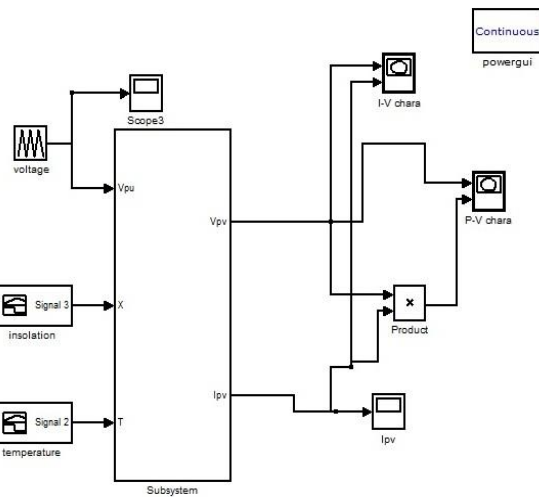 Continuous
powergui
I-V chara
Scope3
voltage
Vpu
P-V chara
Vpv
Signal 3
X
insolation
×
Product
Ipv
Signal 2
T
Ipv
temperature
Subsystem